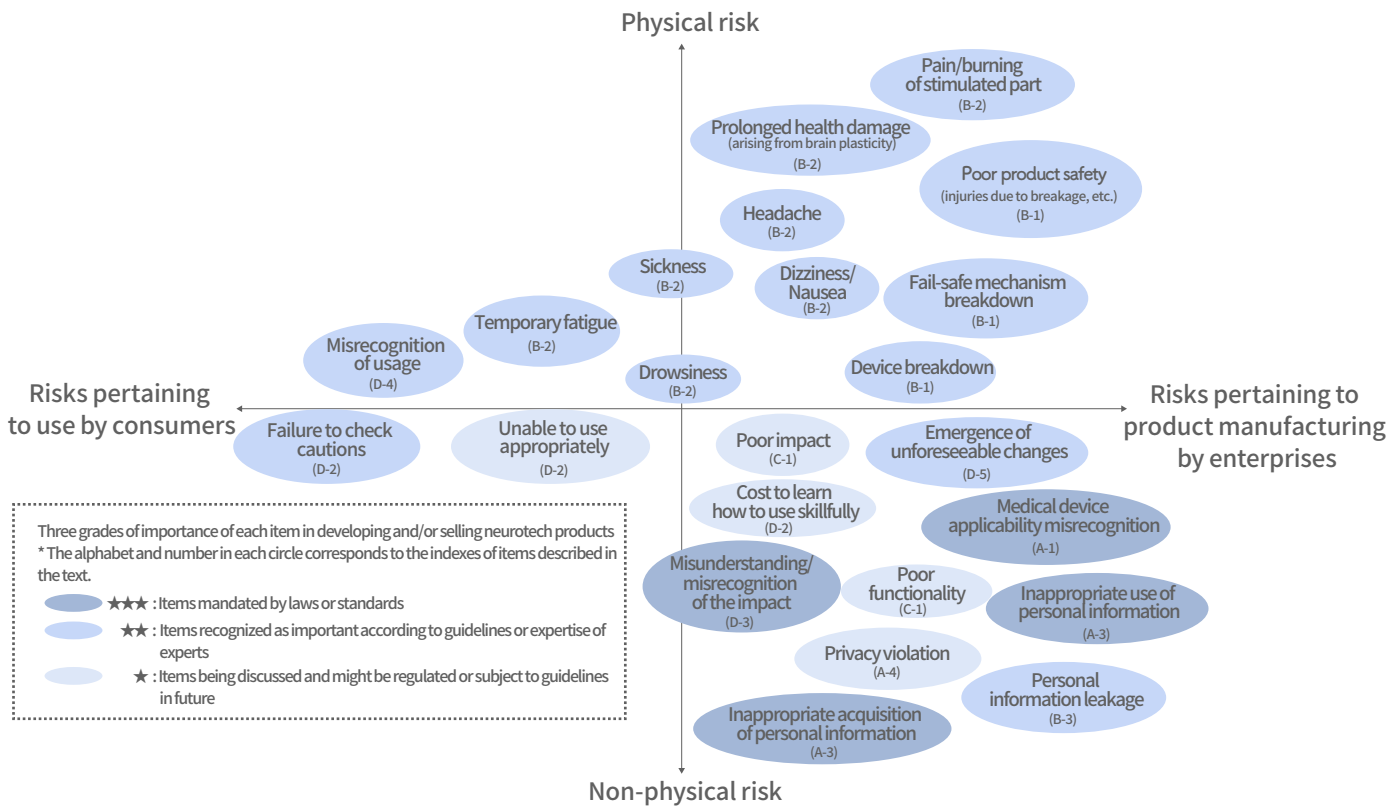 Physical risk
Pain/burning
of stimulated part
(B-2)
Prolonged health damage
(arising from brain plasticity)
(B-2)
Poor product safety
(injuries due to breakage, etc.)
(B-1)
Headache
(B-2)
Sickness
(B-2)
Dizziness/
Nausea
(B-2)
Fail-safe mechanism
breakdown
(B-1)
Temporary fatigue
(B-2)
Misrecognition
of usage
(D-4)
Drowsiness
(B-2)
Device breakdown
(B-1)
Risks pertaining
to use by consumers
Risks pertaining to
product manufacturing
by enterprises
Failure to check
cautions
(D-2)
Unable to use
appropriately
(D-2)
Poor impact
(C-1)
Emergence of
unforeseeable changes
(D-5)
Cost to learn
how to use skillfully
(D-2)
Medical device
applicability misrecognition
(A-1)
Misunderstanding/
misrecognition
of the impact
(D-3)
Poor
functionality
(C-1)
Inappropriate use of
personal information
(A-3)
Privacy violation
(A-4)
Personal
information leakage
(B-3)
Inappropriate acquisition
of personal information
(A-3)
Non-physical risk
Three grades of importance of each item in developing and/or selling neurotech products
* The alphabet and number in each circle corresponds to the indexes of items described in
the text.
★★★ : Items mandated by laws or standards
★★ : Items recognized as important according to guidelines or expertise of
experts
★ : Items being discussed and might be regulated or subject to guidelines
in future